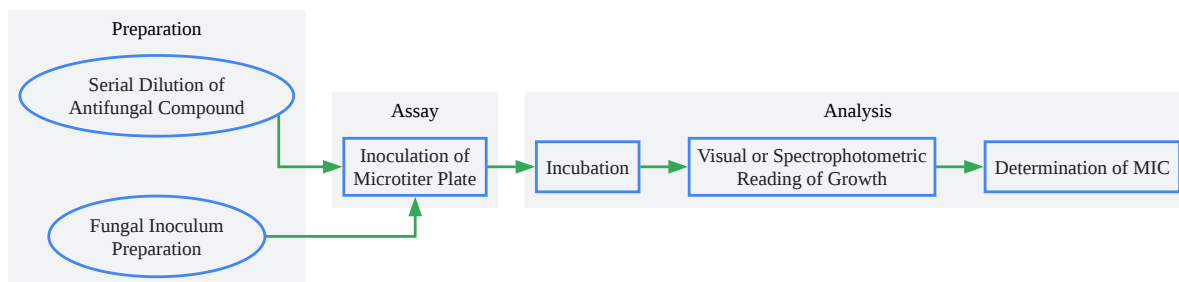 Preparation
Serial Dilution of
Antifungal Compound
Fungal Inoculum
Preparation
Assay
Inoculation of
Microtiter Plate
Analysis
Incubation
Visual or Spectrophotometric
Reading of Growth
Determination of MIC